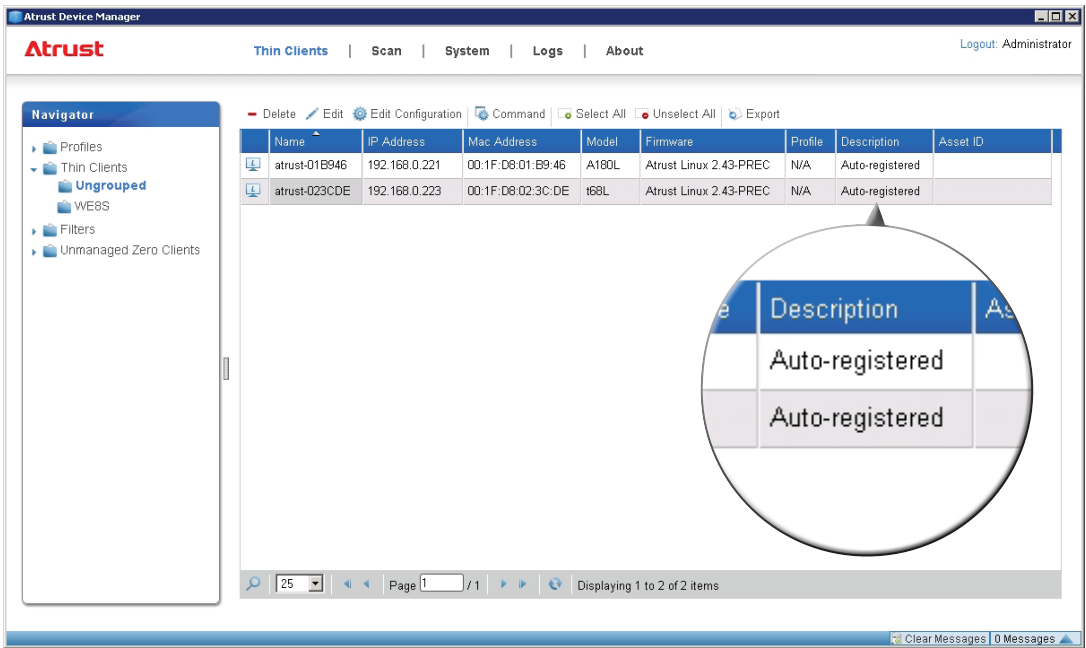 Atrust Device Manager
Atrust
Thin Clients | Scan | System | Logs | About
Logout: Administrator
Navigator
Profiles
Thin Clients
Ungrouped
WE8S
Filters
Unmanaged Zero Clients
Delete Edit Edit Configuration Command Select All Unselect All Export
Name IP Address Mac Address Model Firmware Profile Description Asset ID
atrust-01B946 192.168.0.221 00:1F:D8:01:B9:46 A180L Atrust Linux 2.43-PREC N/A Auto-registered
atrust-023CDE 192.168.0.223 00:1F:D8:02:3C:DE t68L Atrust Linux 2.43-PREC N/A Auto-registered
e Description As
Auto-registered
Auto-registered
25 Page 1 / 1 Displaying 1 to 2 of 2 items
Clear Messages 0 Messages